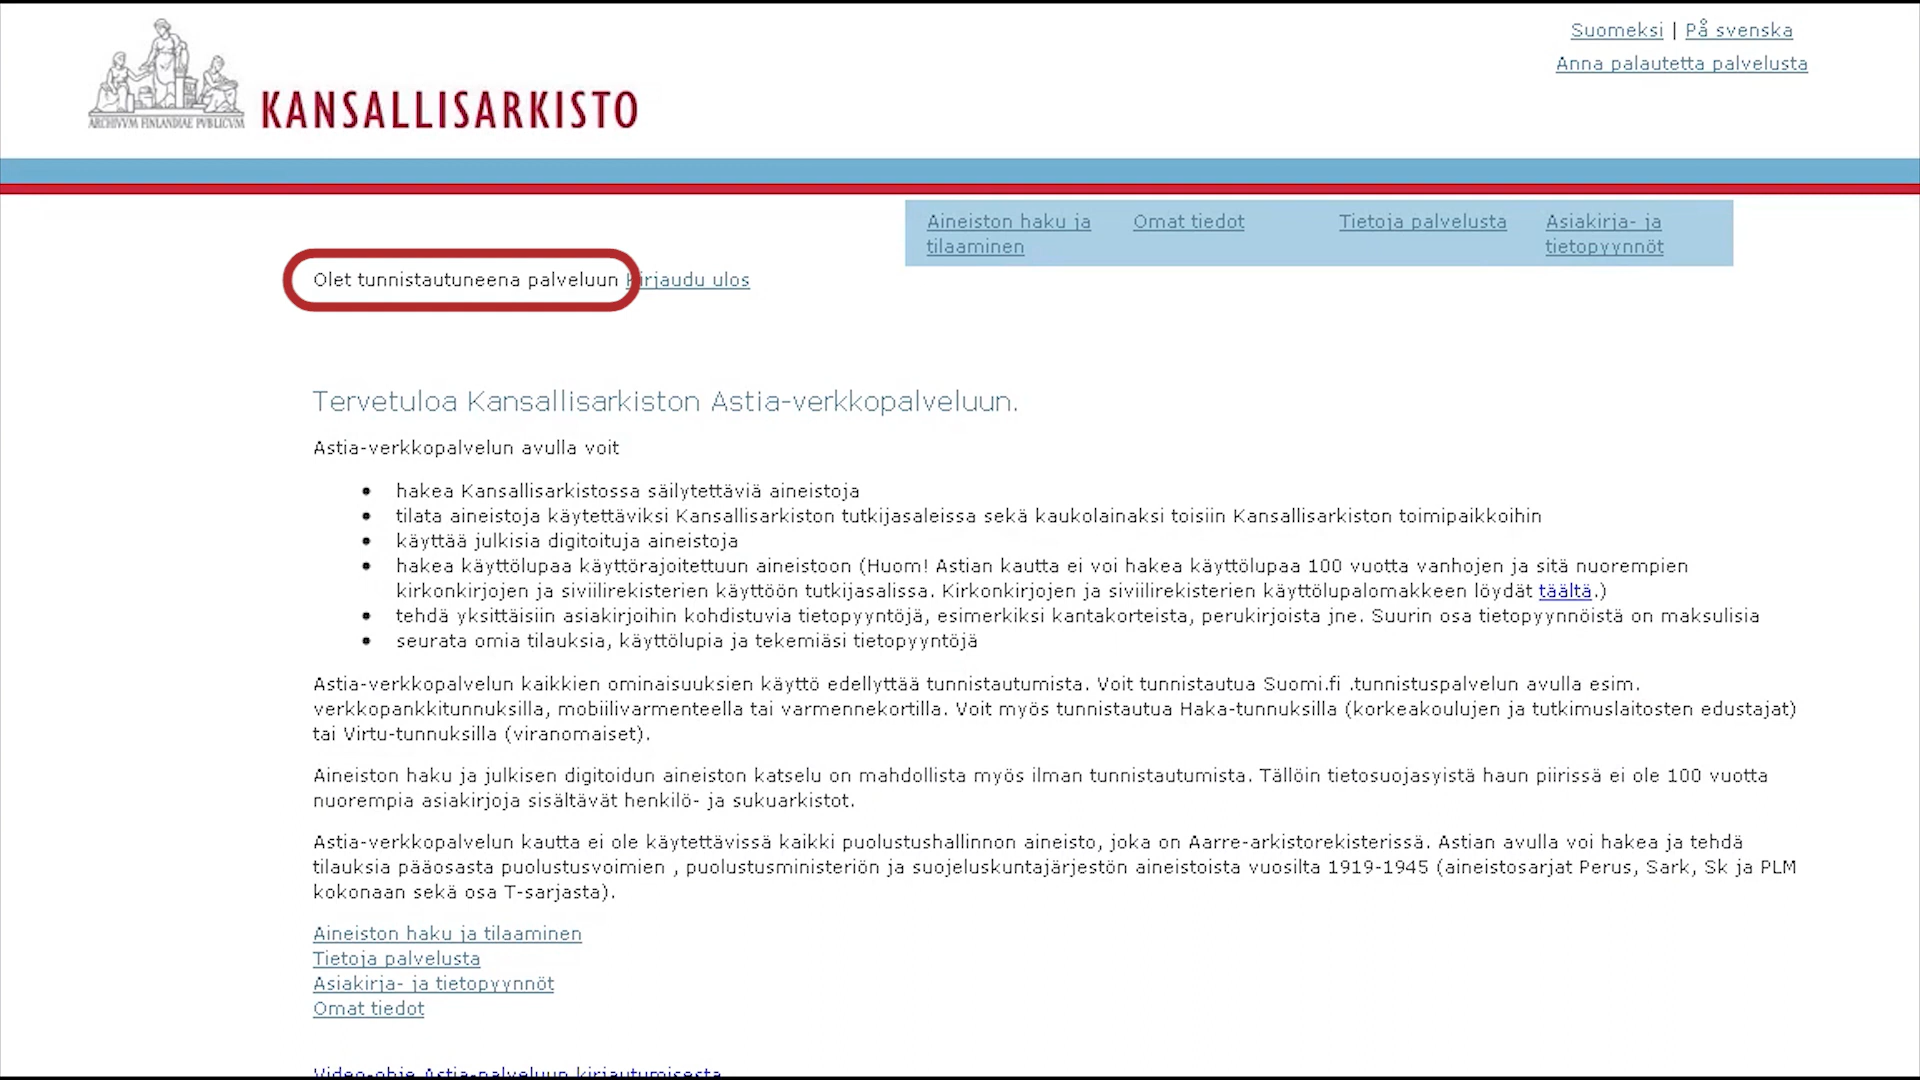 Suomeksi | På svenska
Anna palautetta palvelusta
ARCHIVVM FINLANDIAE PVBLICVM
KANSALLISARKISTO
Aineiston haku ja tilaaminen
Omat tiedot
Tietoja palvelusta
Asiakirja- ja tietopyynnöt
Olet tunnistautuneena palveluun Kirjaudu ulos
Tervetuloa Kansallisarkiston Astia-verkkopalveluun.
Astia-verkkopalvelun avulla voit
• hakea Kansallisarkistossa säilytettäviä aineistoja
• tilata aineistoja käytettäviksi Kansallisarkiston tutkijasaleissa sekä kaukolainaksi toisiin Kansallisarkiston toimipaikkoihin
• käyttää julkisia digitoituja aineistoja
• hakea käyttölupaa käyttörajoitettuun aineistoon (Huom! Astian kautta ei voi hakea käyttölupaa 100 vuotta vanhojen ja sitä nuorempien
kirkonkirjojen ja siviilirekisterien käyttöön tutkijasalissa. Kirkonkirjojen ja siviilirekisterien käyttölupalomakkeen löydät täältä.)
• tehdä yksittäisiin asiakirjoihin kohdistuvia tietopyyntöjä, esimerkiksi kantakorteista, perukirjoista jne. Suurin osa tietopyynnöistä on maksulisia
• seurata omia tilauksia, käyttölupia ja tekemiäsi tietopyyntöjä
Astia-verkkopalvelun kaikkien ominaisuuksien käyttö edellyttää tunnistautumista. Voit tunnistautua Suomi.fi .tunnistuspalvelun avulla esim.
verkkopankkitunnuksilla, mobiilivarmenteella tai varmennekortilla. Voit myös tunnistautua Haka-tunnuksilla (korkeakoulujen ja tutkimuslaitosten edustajat)
tai Virtu-tunnuksilla (viranomaiset).
Aineiston haku ja julkisen digitoidun aineiston katselu on mahdollista myös ilman tunnistautumista. Tällöin tietosuojasyistä haun piirissä ei ole 100 vuotta
nuorempia asiakirjoja sisältävät henkilö- ja sukuarkistot.
Astia-verkkopalvelun kautta ei ole käytettävissä kaikki puolustushallinnon aineisto, joka on Aarre-arkistorekisterissä. Astian avulla voi hakea ja tehdä
tilauksia pääosasta puolustusvoimien , puolustusministeriön ja suojeluskuntajärjestön aineistoista vuosilta 1919-1945 (aineistosarjat Perus, Sark, Sk ja PLM
kokonaan sekä osa T-sarjasta).
Aineiston haku ja tilaaminen
Tietoja palvelusta
Asiakirja- ja tietopyynnöt
Omat tiedot
Video-ohje Astia-palveluun kirjautumisesta